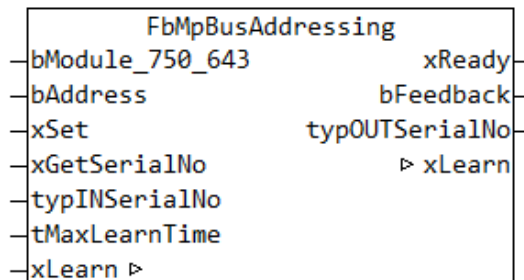 FbMpBusAddressing
bModule_750_643 xReady
bAddress bFeedback
xSet typOUTSerialNo
xGetSerialNo ▷ xLearn
typINSerialNo
tMaxLearnTime
xLearn ▷